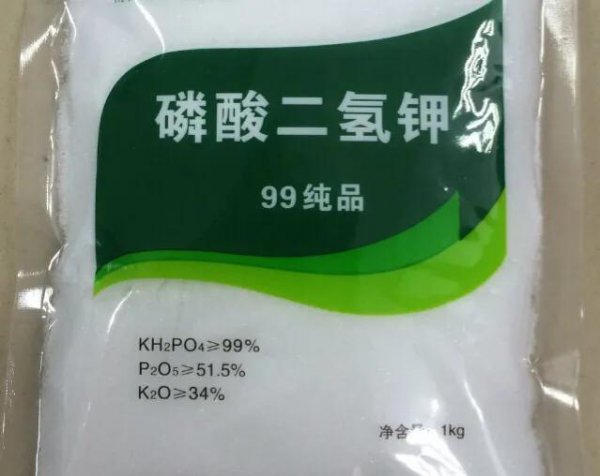 磷酸二氢钾
99纯品
KH₂PO₄≥99%
P₂O₅≥51.5%
K₂O≥34%
净含 1kg